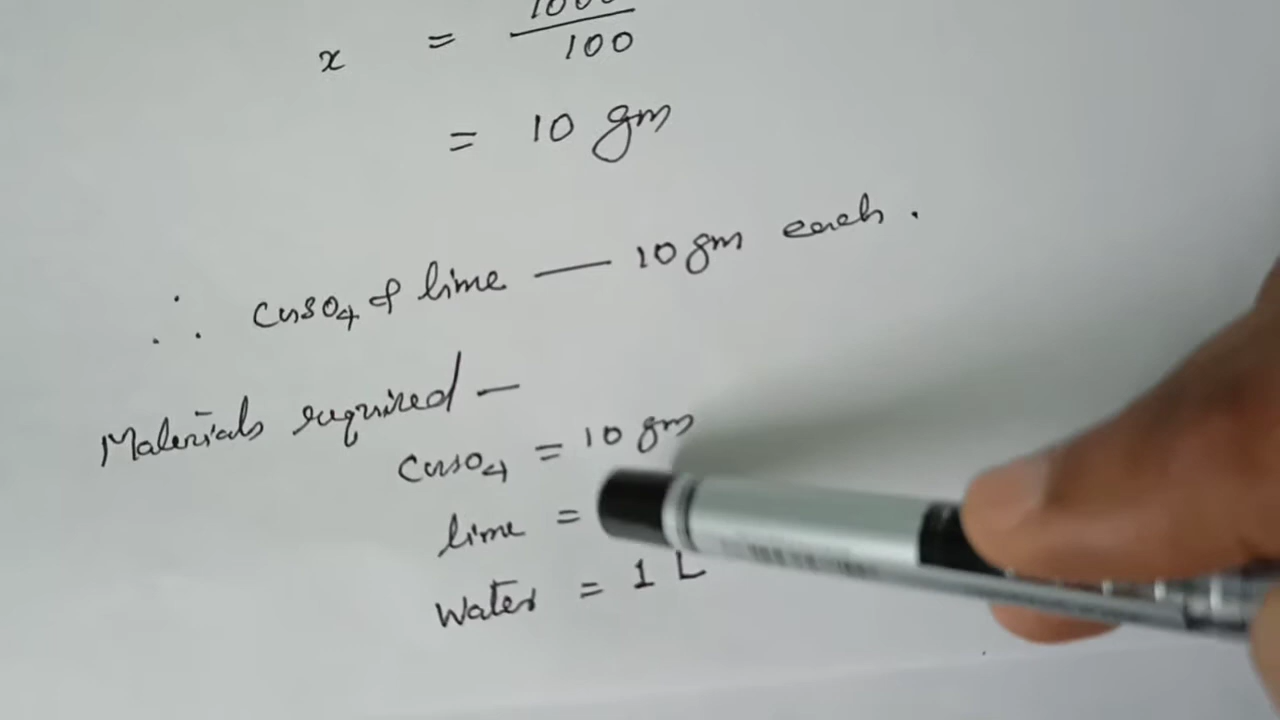 x = 1000 / 100
= 10 gm
∴ CuSO4 & lime — 10 gm each.
Materials required —
CuSO4 = 10 gm
lime =
Water = 1 L